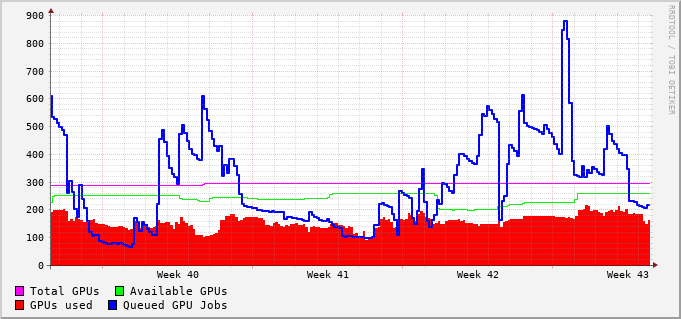 900
800
700
600
500
400
300
200
100
0
Week 40 Week 41 Week 42 Week 43
Total GPUs Available GPUs
GPUs used Queued GPU Jobs
RRDTOOL / TOBI OETIKER